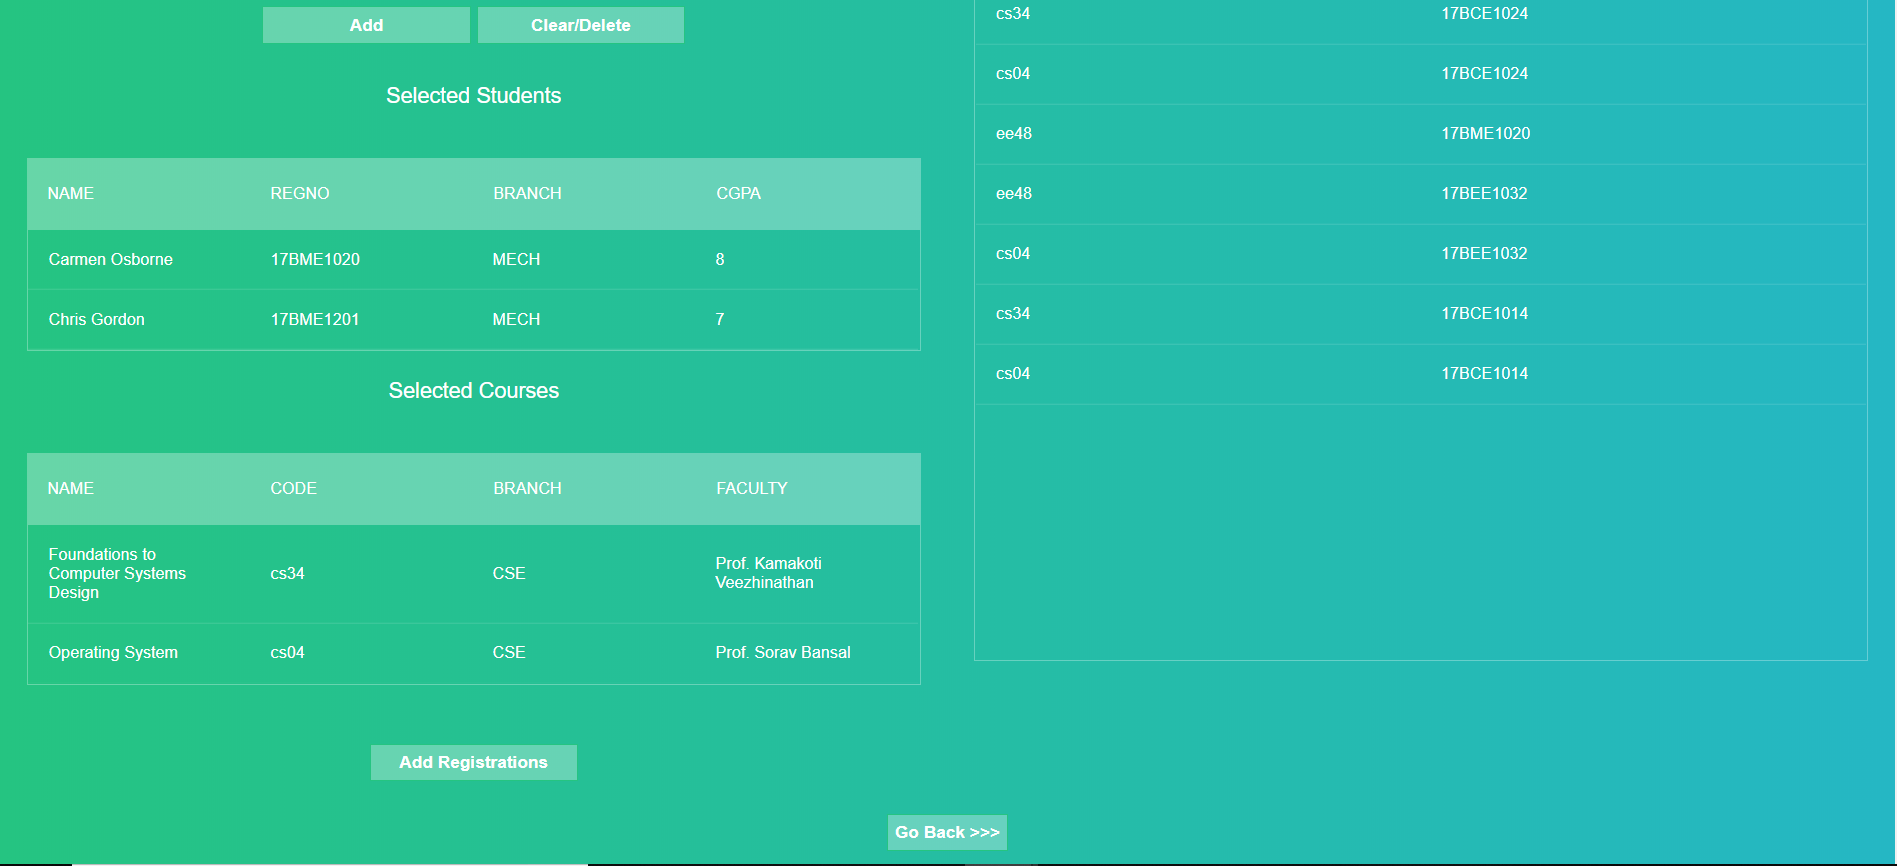 Add Clear/Delete
Selected Students
NAME REGNO BRANCH CGPA
Carmen Osborne 17BME1020 MECH 8
Chris Gordon 17BME1201 MECH 7
Selected Courses
NAME CODE BRANCH FACULTY
Foundations to
Computer Systems
Design
cs34
CSE
Prof. Kamakoti
Veezhinathan
Operating System cs04 CSE Prof. Sorav Bansal
Add Registrations
cs34 17BCE1024
cs04 17BCE1024
ee48 17BME1020
ee48 17BEE1032
cs04 17BEE1032
cs34 17BCE1014
cs04 17BCE1014
Go Back >>>